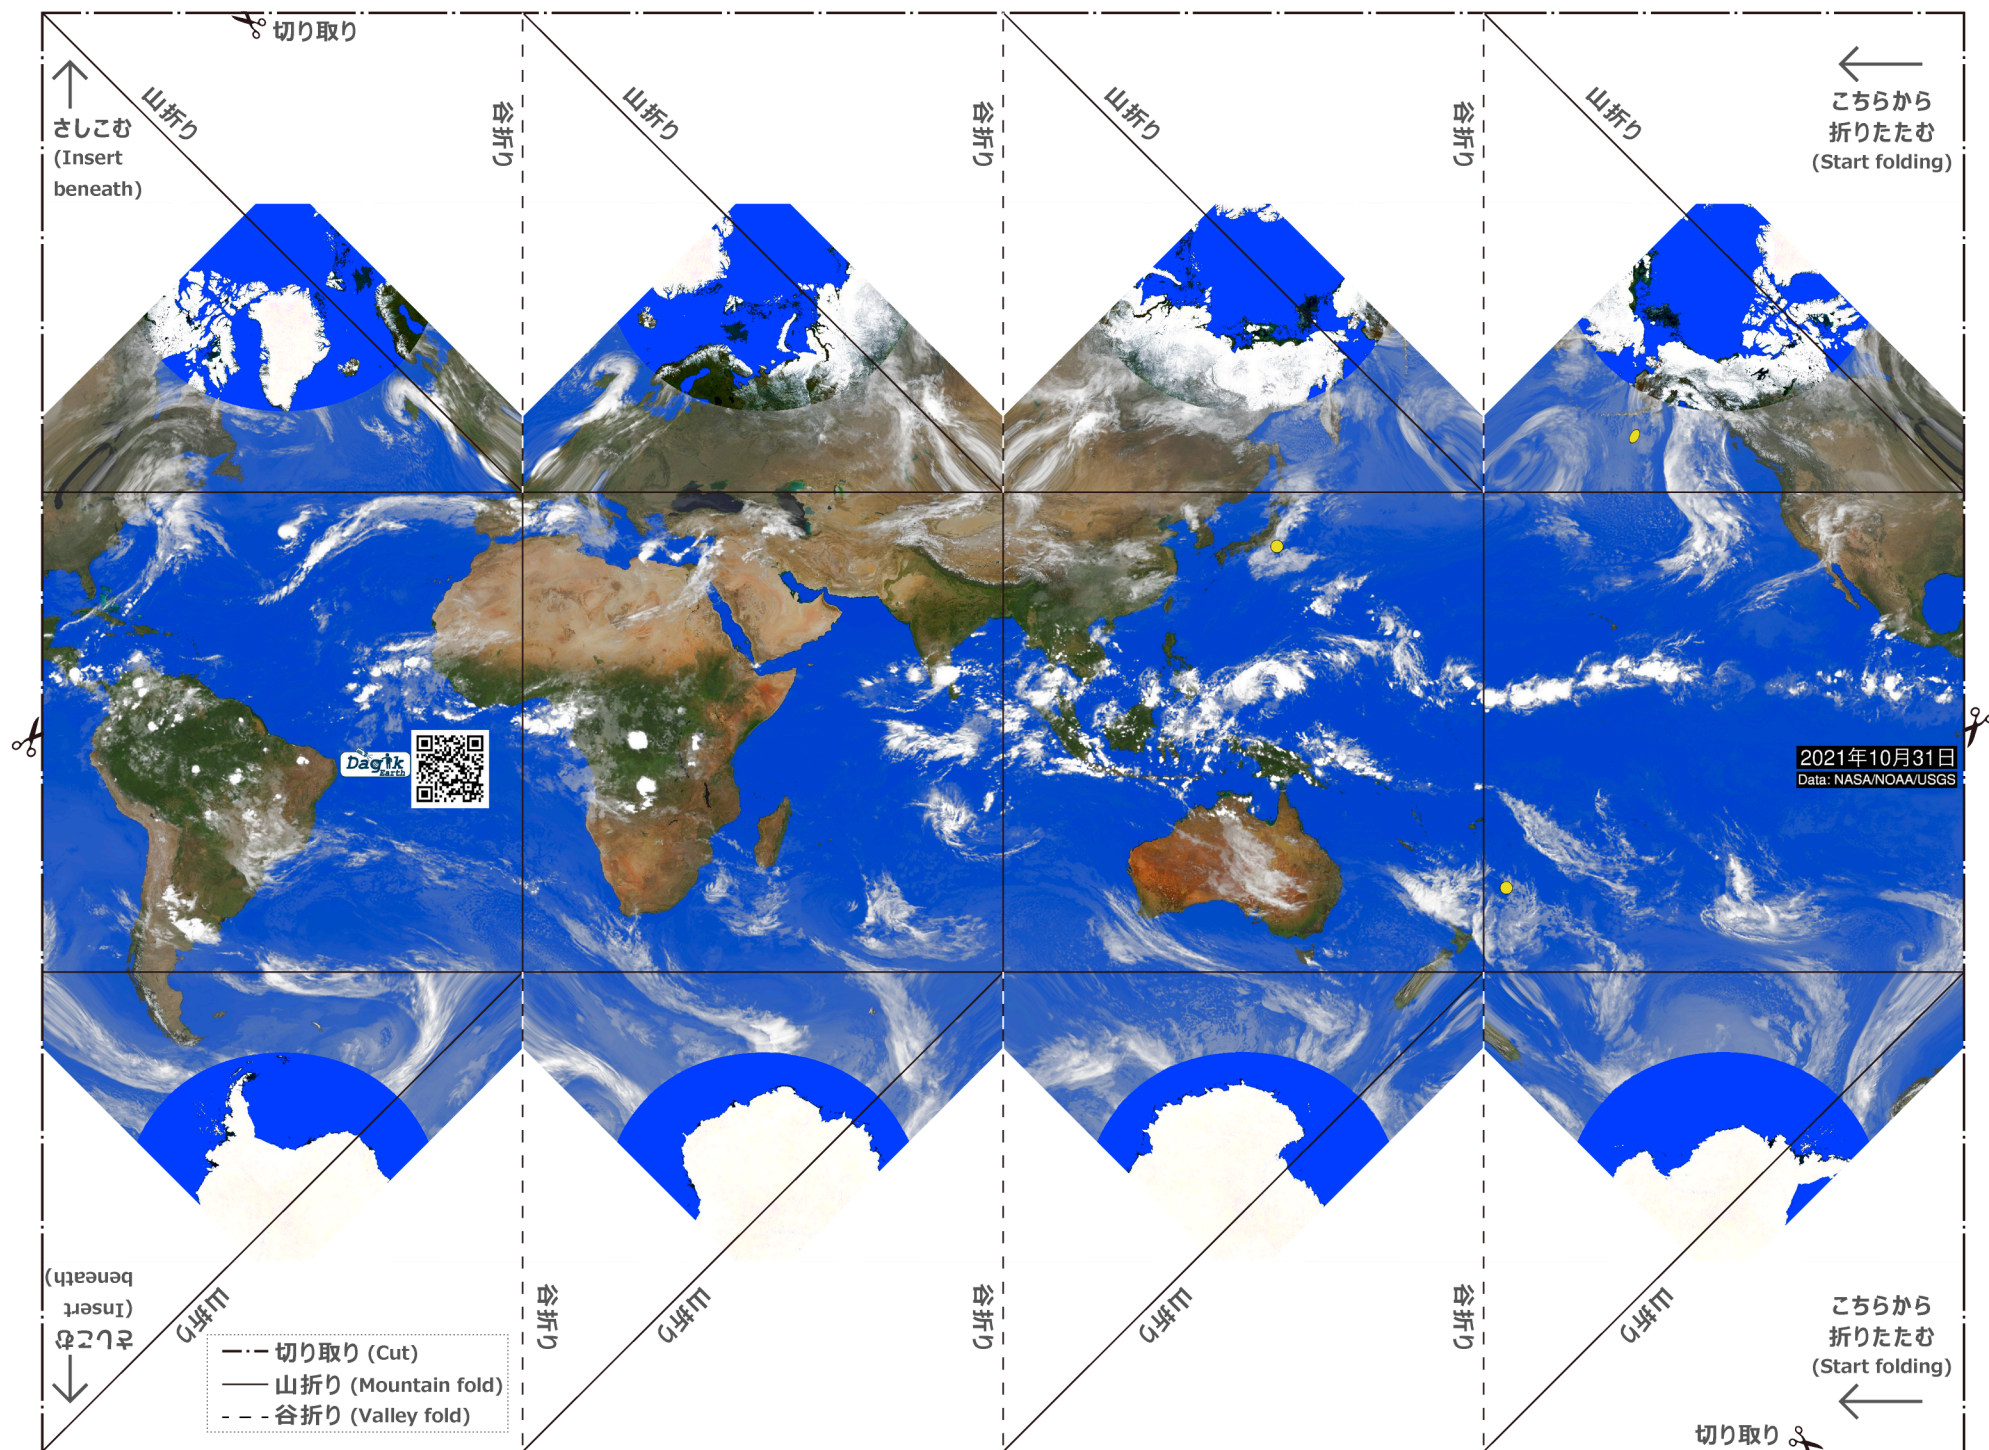 切り取り
山折り
谷折り
山折り
谷折り
山折り
谷折り
山折り
さしこむ
(Insert
beneath)
こちらから
折りたたむ
(Start folding)
Dagik
Earth
2021年10月31日
Data: NASA/NOAA/USGS
さしこむ
(Insert
beneath)
山折り
谷折り
山折り
谷折り
山折り
谷折り
山折り
こちらから
折りたたむ
(Start folding)
切り取り (Cut)
山折り (Mountain fold)
谷折り (Valley fold)
切り取り